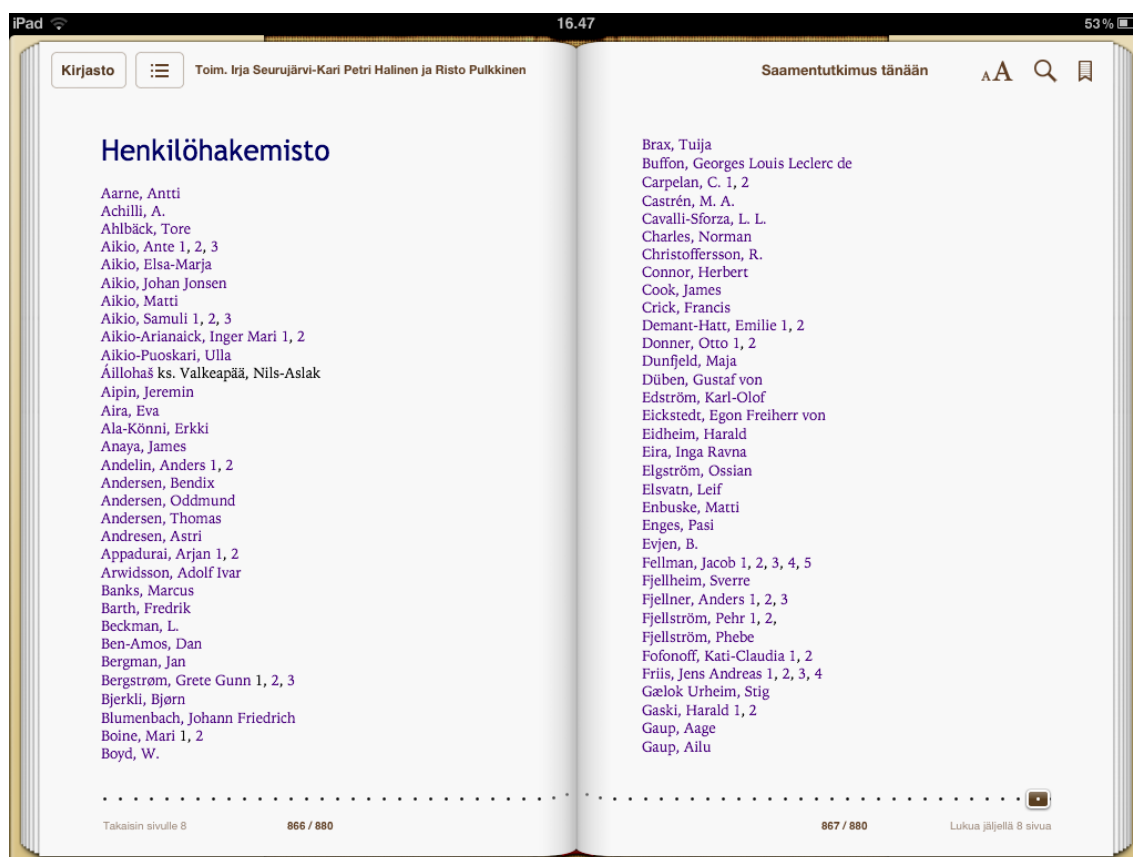 iPad 16.47 53 %
Kirjasto Toim. Irja Seurujärvi-Kari Petri Halinen ja Risto Pulkkinen
Saamentutkimus tänään AA
Henkilöhakemisto
Aarne, Antti
Achilli, A.
Ahlbäck, Tore
Aikio, Ante 1, 2, 3
Aikio, Elsa-Marja
Aikio, Johan Jonsen
Aikio, Matti
Aikio, Samuli 1, 2, 3
Aikio-Arianaick, Inger Mari 1, 2
Aikio-Puoskari, Ulla
Áillohaš ks. Valkeapää, Nils-Aslak
Aipin, Jeremin
Aira, Eva
Ala-Könni, Erkki
Anaya, James
Andelin, Anders 1, 2
Andersen, Bendix
Andersen, Oddmund
Andersen, Thomas
Andresen, Astri
Appadurai, Arjan 1, 2
Arwidsson, Adolf Ivar
Banks, Marcus
Barth, Fredrik
Beckman, L.
Ben-Amos, Dan
Bergman, Jan
Bergstrøm, Grete Gunn 1, 2, 3
Bjerkli, Bjørn
Blumenbach, Johann Friedrich
Boine, Mari 1, 2
Boyd, W.
Takaisin sivulle 8 866 / 880
Brax, Tuija
Buffon, Georges Louis Leclerc de
Carpelan, C. 1, 2
Castrén, M. A.
Cavalli-Sforza, L. L.
Charles, Norman
Christoffersson, R.
Connor, Herbert
Cook, James
Crick, Francis
Demant-Hatt, Emilie 1, 2
Donner, Otto 1, 2
Dunfjeld, Maja
Düben, Gustaf von
Edström, Karl-Olof
Eickstedt, Egon Freiherr von
Eidheim, Harald
Eira, Inga Ravna
Elgström, Ossian
Elsvatn, Leif
Enbuske, Matti
Enges, Pasi
Evjen, B.
Fellman, Jacob 1, 2, 3, 4, 5
Fjellheim, Sverre
Fjellner, Anders 1, 2, 3
Fjellström, Pehr 1, 2,
Fjellström, Phebe
Fofonoff, Kati-Claudia 1, 2
Friis, Jens Andreas 1, 2, 3, 4
Gælok Urheim, Stig
Gaski, Harald 1, 2
Gaup, Aage
Gaup, Ailu
867 / 880 Lukua jäljellä 8 sivua